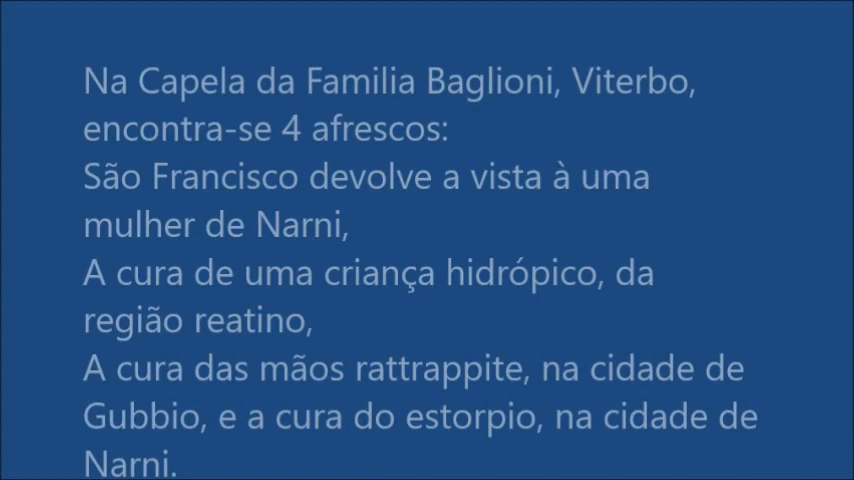 Na Capela da Familia Baglioni, Viterbo,
encontra-se 4 afrescos:
São Francisco devolve a vista à uma
mulher de Narni,
A cura de uma criança hidrópico, da
região reatino,
A cura das mãos rattrappite, na cidade de
Gubbio, e a cura do estorpio, na cidade de
Narni.